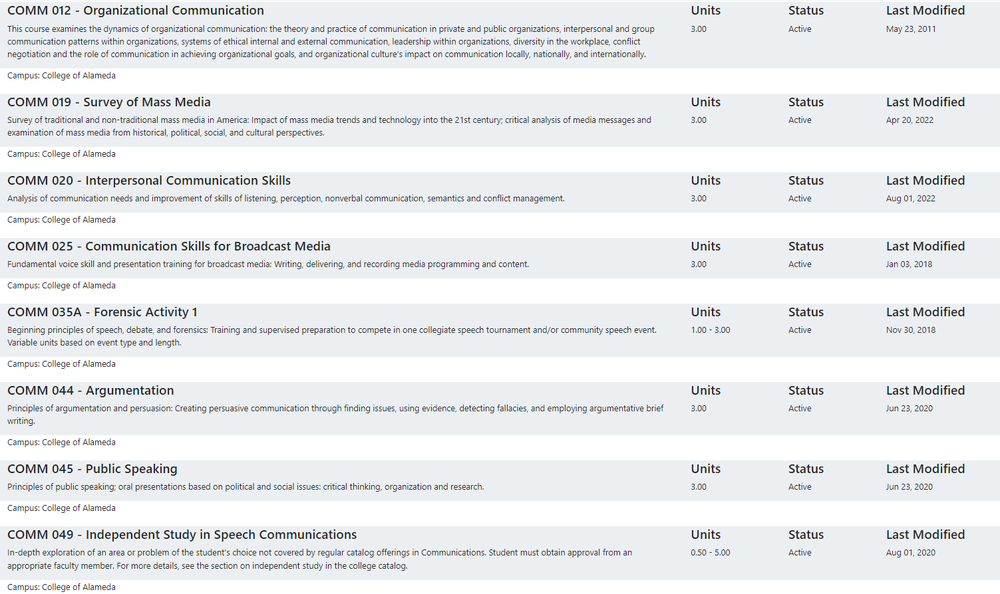 COMM 012 - Organizational Communication Units Status Last Modified
This course examines the dynamics of organizational communication: the theory and practice of communication in private and public organizations, interpersonal and group 3.00 Active May 23, 2011
communication patterns within organizations, systems of ethical internal and external communication, leadership within organizations, diversity in the workplace, conflict
negotiation and the role of communication in achieving organizational goals, and organizational culture's impact on communication locally, nationally, and internationally.
Campus: College of Alameda
COMM 019 - Survey of Mass Media Units Status Last Modified
Survey of traditional and non-traditional mass media in America: Impact of mass media trends and technology into the 21st century; critical analysis of media messages and 3.00 Active Apr 20, 2022
examination of mass media from historical, political, social, and cultural perspectives.
Campus: College of Alameda
COMM 020 - Interpersonal Communication Skills Units Status Last Modified
Analysis of communication needs and improvement of skills of listening, perception, nonverbal communication, semantics and conflict management. 3.00 Active Aug 01, 2022
Campus: College of Alameda
COMM 025 - Communication Skills for Broadcast Media Units Status Last Modified
Fundamental voice skill and presentation training for broadcast media: Writing, delivering, and recording media programming and content. 3.00 Active Jan 03, 2018
Campus: College of Alameda
COMM 035A - Forensic Activity 1 Units Status Last Modified
Beginning principles of speech, debate, and forensics: Training and supervised preparation to compete in one collegiate speech tournament and/or community speech event. 1.00 - 3.00 Active Nov 30, 2018
Variable units based on event type and length.
Campus: College of Alameda
COMM 044 - Argumentation Units Status Last Modified
Principles of argumentation and persuasion: Creating persuasive communication through finding issues, using evidence, detecting fallacies, and employing argumentative brief 3.00 Active Jun 23, 2020
writing.
Campus: College of Alameda
COMM 045 - Public Speaking Units Status Last Modified
Principles of public speaking; oral presentations based on political and social issues: critical thinking, organization and research. 3.00 Active Jun 23, 2020
Campus: College of Alameda
COMM 049 - Independent Study in Speech Communications Units Status Last Modified
In-depth exploration of an area or problem of the student's choice not covered by regular catalog offerings in Communications. Student must obtain approval from an 0.50 - 5.00 Active Aug 01, 2020
appropriate faculty member. For more details, see the section on independent study in the college catalog.
Campus: College of Alameda